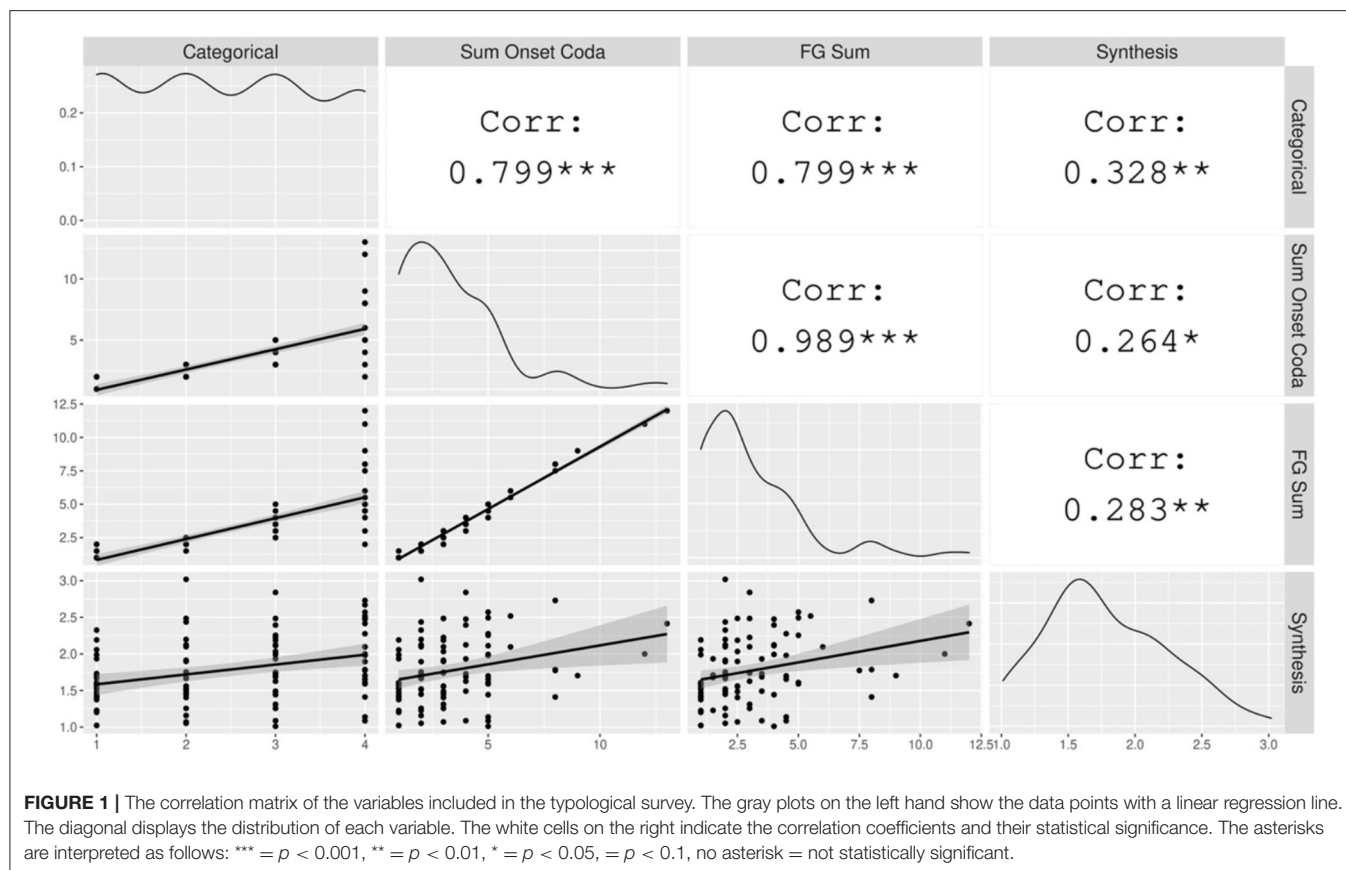 Categorical
Sum Onset Coda
FG Sum
Synthesis
0.2
0.1
0.0
Corr:
0.799***
Corr:
0.799***
Corr:
0.328**
Categorical
10
5
Corr:
0.989***
Corr:
0.264*
Sum Onset Coda
12.5
10.0
7.5
5.0
2.5
Corr:
0.283**
FG Sum
3.0
2.5
2.0
1.5
1.0
Synthesis
1 2 3 4
5 10
2.5 5.0 7.5 10.0 12.5
1.0 1.5 2.0 2.5 3.0
FIGURE 1 | The correlation matrix of the variables included in the typological survey. The gray plots on the left hand show the data points with a linear regression line.
The diagonal displays the distribution of each variable. The white cells on the right indicate the correlation coefficients and their statistical significance. The asterisks
are interpreted as follows: *** = p < 0.001, ** = p < 0.01, * = p < 0.05, = p < 0.1, no asterisk = not statistically significant.